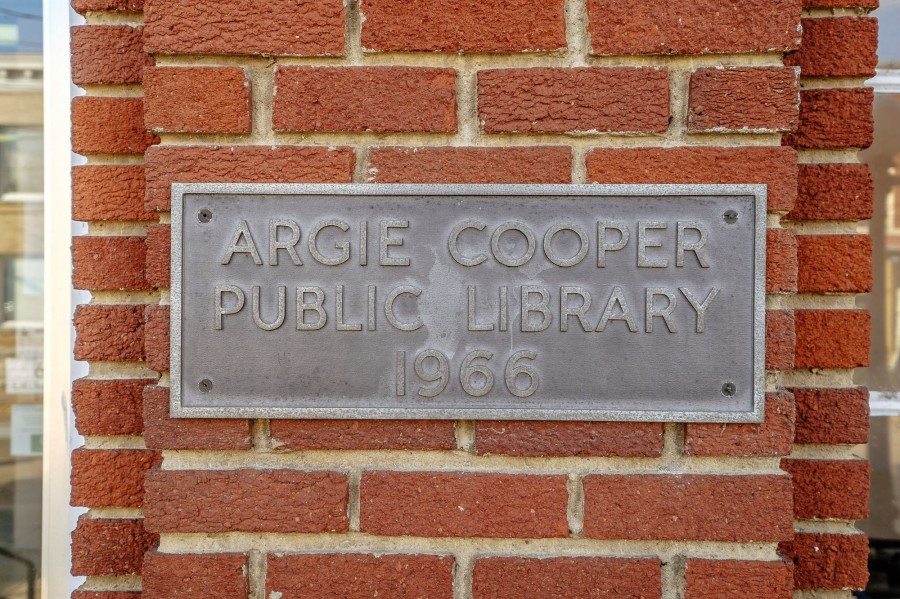 ARGIE COOPER
PUBLIC LIBRARY
1966